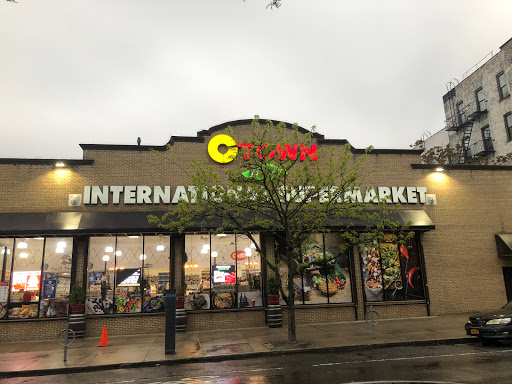 CTOWN
INTERNATIONAL SUPERMARKET